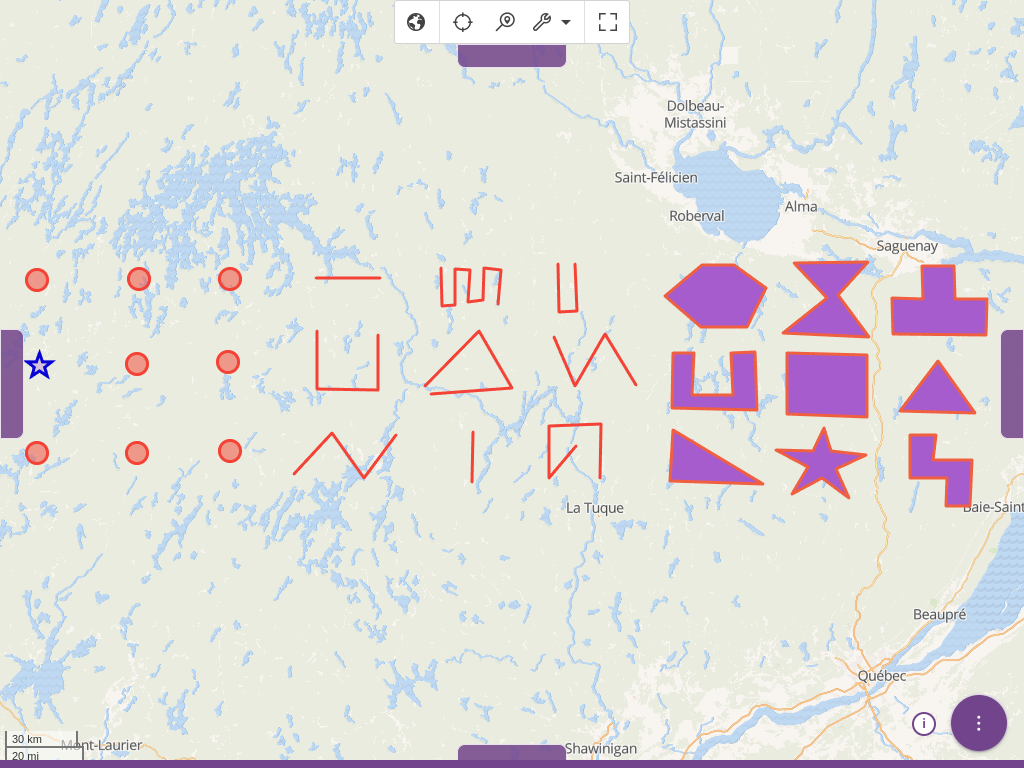 Dolbeau-
Mistassini
Saint-Félicien
Alma
Roberval
Saguenay
La Tuque
Baie-Saint
Beaupré
Québec
i
30 km
20 mi
Mont-Laurier
Shawinigan